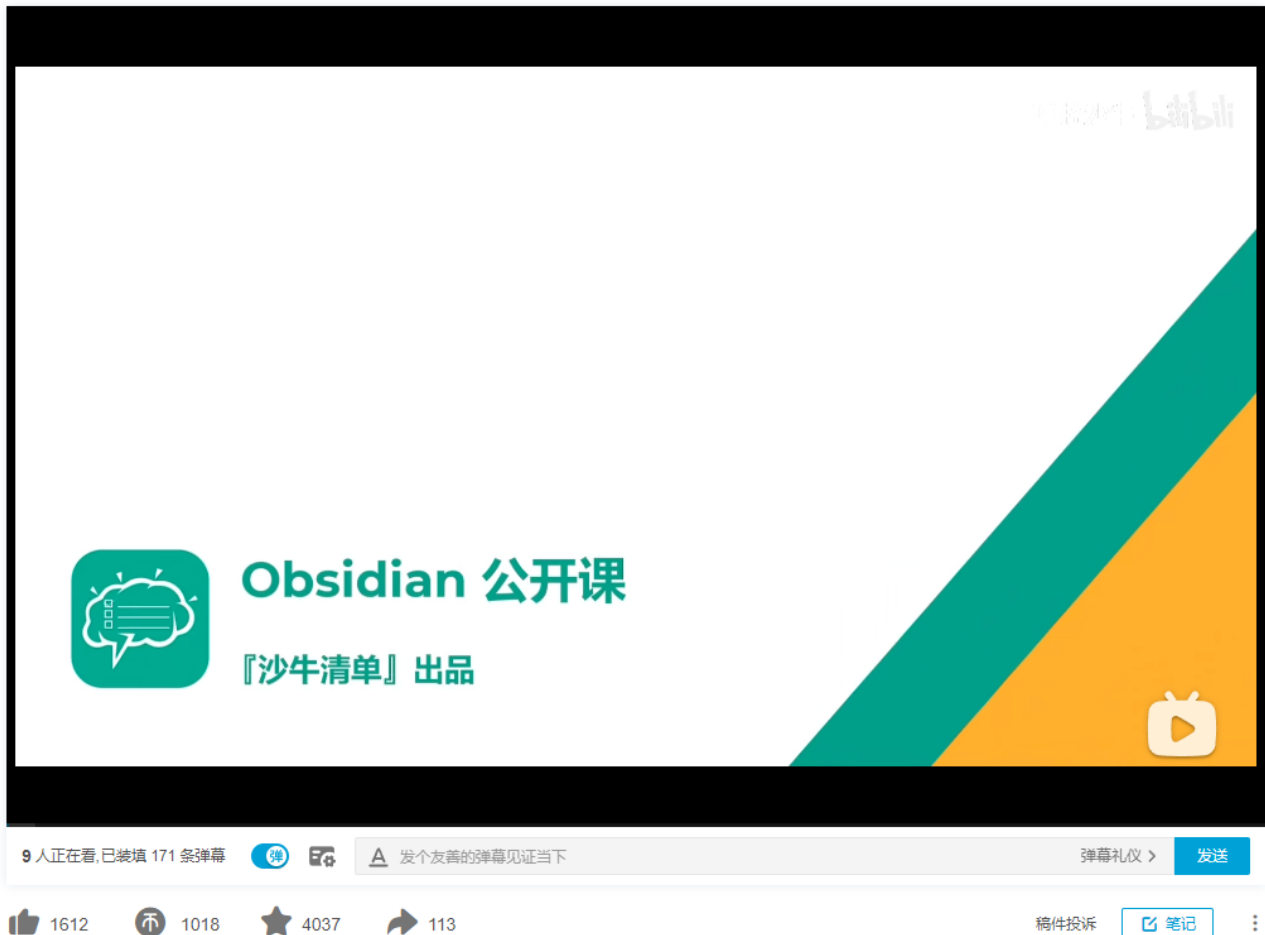 bilibili
Obsidian 公开课
『沙牛清单』出品
9 人正在看,已装填 171 条弹幕 弹 A 发个友善的弹幕见证当下 弹幕礼仪 > 发送
1612 币 1018 4037 113 稿件投诉 笔记